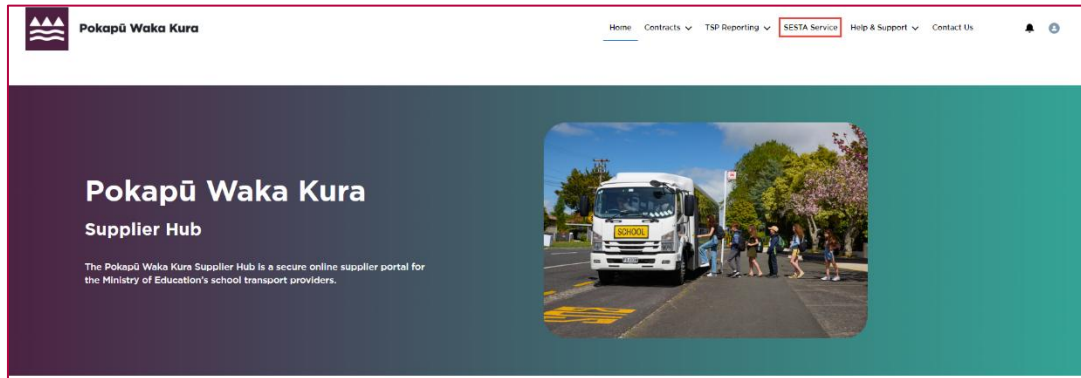 Pokapū Waka Kura
Home Contracts TSP Reporting SESTA Service Help & Support Contact Us
Pokapū Waka Kura
Supplier Hub
The Pokapū Waka Kura Supplier Hub is a secure online supplier portal for
the Ministry of Education's school transport providers.
SCHOOL